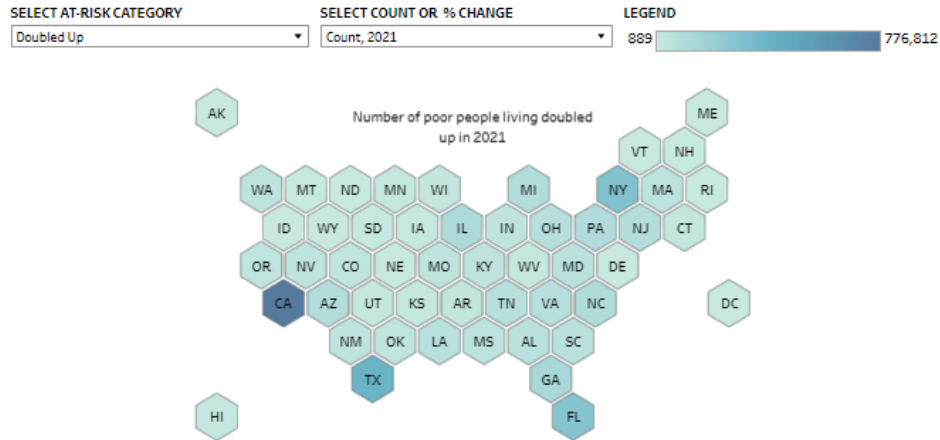 SELECT AT-RISK CATEGORY
SELECT COUNT OR % CHANGE
LEGEND
Doubled Up
Count, 2021
889
776,812
Number of poor people living doubled
up in 2021
AK
ME
VT NH
WA MT ND MN WI MI NY MA RI
ID WY SD IA IL IN OH PA NJ CT
OR NV CO NE MO KY WV MD DE
CA AZ UT KS AR TN VA NC DC
NM OK LA MS AL SC
TX GA
HI FL